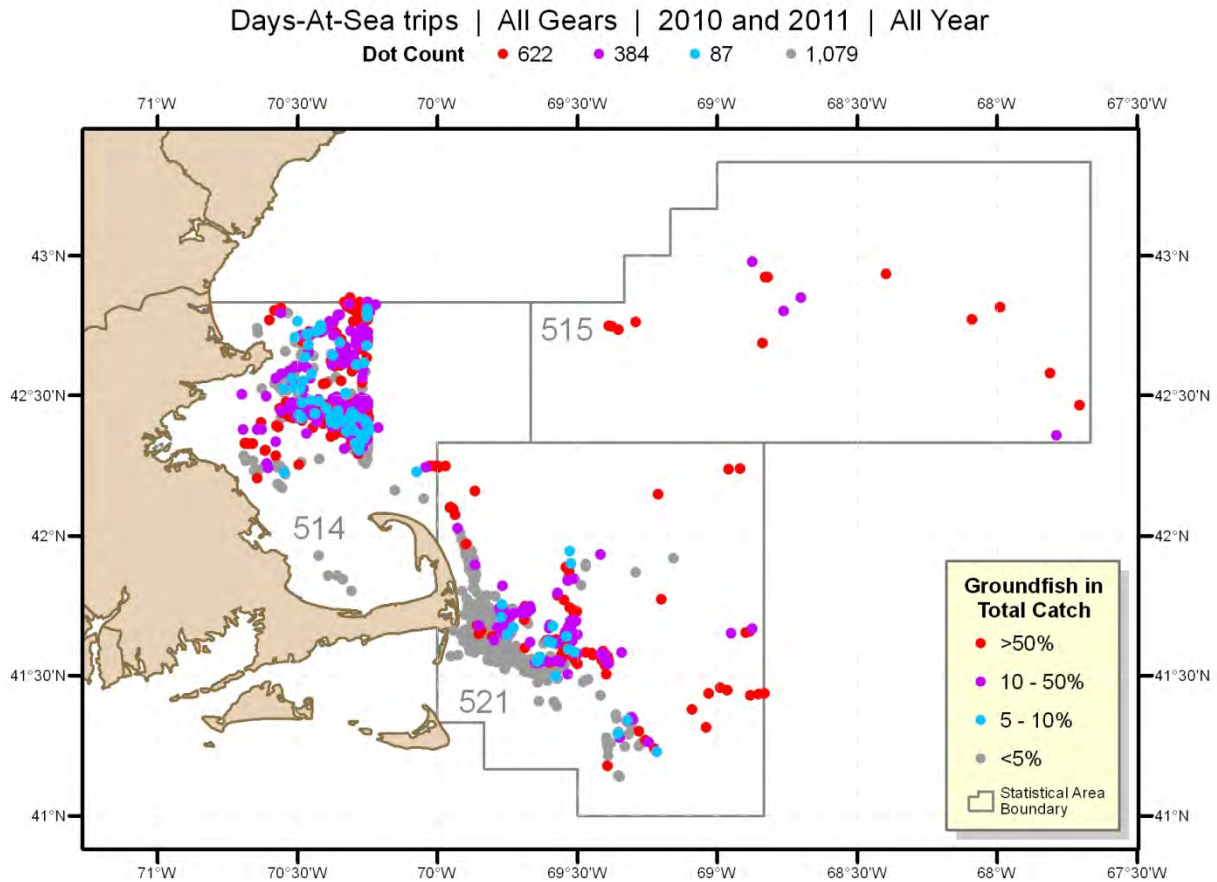 Days-At-Sea trips | All Gears | 2010 and 2011 | All Year
Dot Count 622 384 87 1,079
71°W 70°30'W 70°W 69°30'W 69°W 68°30'W 68°W 67°30'W
43°N 43°N
515
42°30'N 42°30'N
514
42°N 42°N
Groundfish in
Total Catch
>50%
10 - 50%
5 - 10%
<5%
Statistical Area
Boundary
41°30'N 41°30'N
521
41°N 41°N
71°W 70°30'W 70°W 69°30'W 69°W 68°30'W 68°W 67°30'W